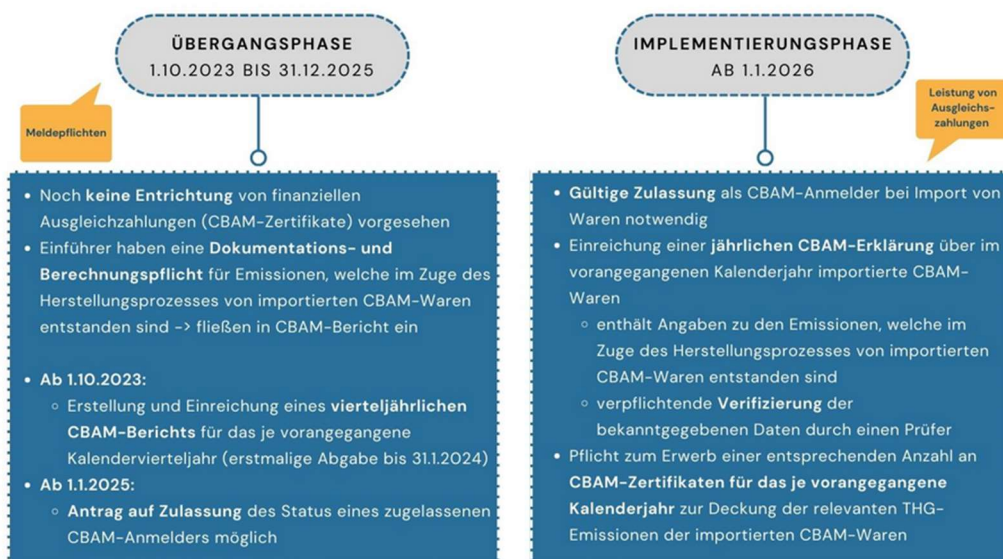 ÜBERGANGSPHASE
1.10.2023 BIS 31.12.2025
Meldepflichten
• Noch keine Entrichtung von finanziellen
Ausgleichzahlungen (CBAM-Zertifikate) vorgesehen
• Einführer haben eine Dokumentations- und
Berechnungspflicht für Emissionen, welche im Zuge des
Herstellungsprozesses von importierten CBAM-Waren
entstanden sind -> fließen in CBAM-Bericht ein
• Ab 1.10.2023:
◦ Erstellung und Einreichung eines vierteljährlichen
CBAM-Berichts für das je vorangegangene
Kalendervierteljahr (erstmalige Abgabe bis 31.1.2024)
• Ab 1.1.2025:
◦ Antrag auf Zulassung des Status eines zugelassenen
CBAM-Anmelders möglich
IMPLEMENTIERUNGSPHASE
AB 1.1.2026
Leistung von
Ausgleichs-
zahlungen
• Gültige Zulassung als CBAM-Anmelder bei Import von
Waren notwendig
• Einreichung einer jährlichen CBAM-Erklärung über im
vorangegangenen Kalenderjahr importierte CBAM-
Waren
◦ enthält Angaben zu den Emissionen, welche im
Zuge des Herstellungsprozesses von importierten
CBAM-Waren entstanden sind
◦ verpflichtende Verifizierung der
bekanntgegebenen Daten durch einen Prüfer
• Pflicht zum Erwerb einer entsprechenden Anzahl an
CBAM-Zertifikaten für das je vorangegangene
Kalenderjahr zur Deckung der relevanten THG-
Emissionen der importierten CBAM-Waren